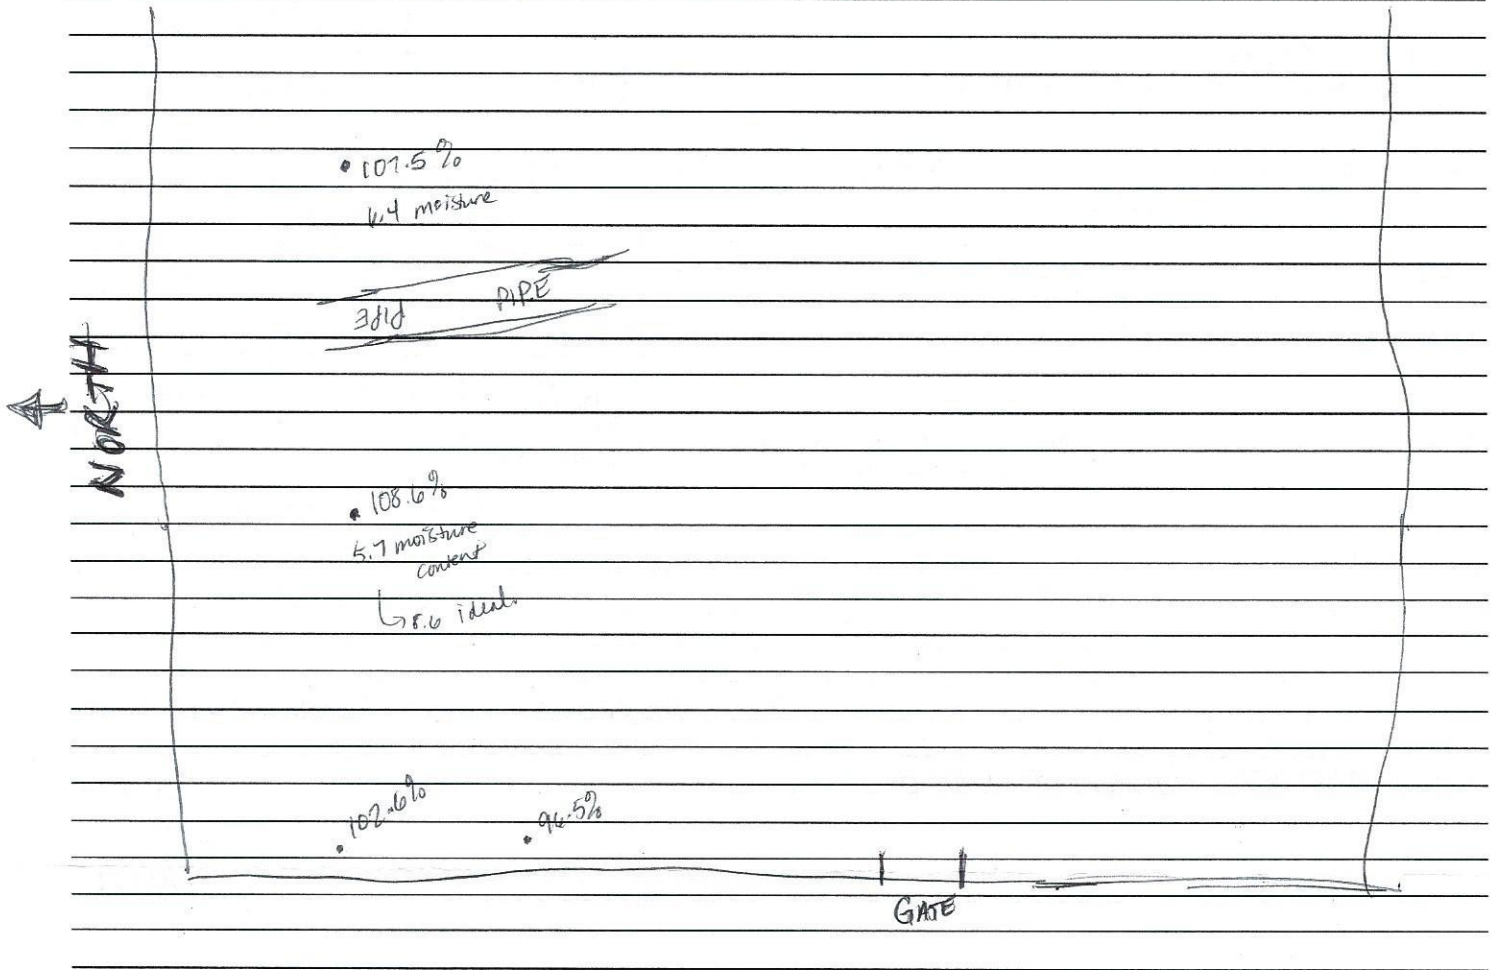 107.5%
6.4 moisture
PIPE
PIPE
NORTH
108.6%
5.7 moisture
content
8.6 ideal.
102.6%
96.5%
GATE